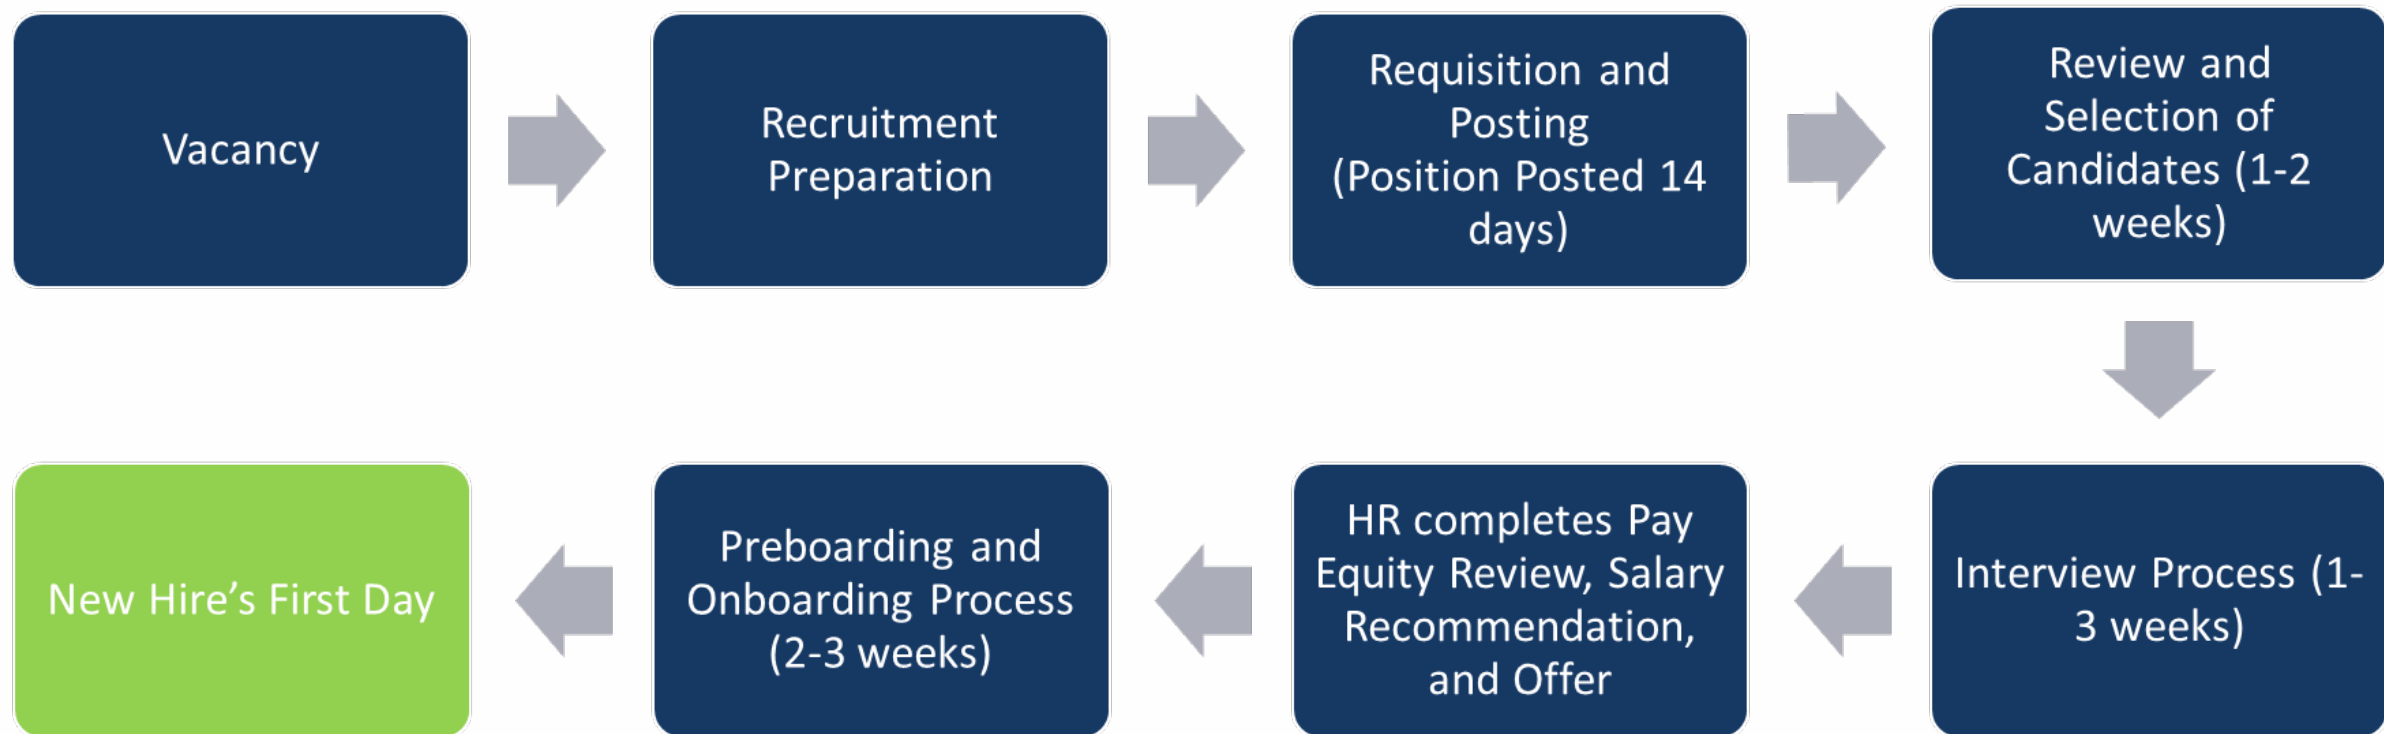 Vacancy
Recruitment
Preparation
Requisition and
Posting
(Position Posted 14
days)
Review and
Selection of
Candidates (1-2
weeks)
Interview Process (1-
3 weeks)
HR completes Pay
Equity Review, Salary
Recommendation,
and Offer
Preboarding and
Onboarding Process
(2-3 weeks)
New Hire’s First Day